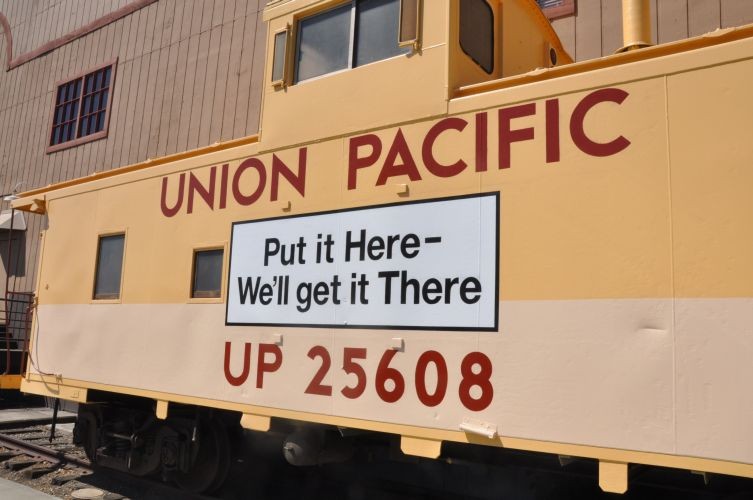 UNION PACIFIC
Put it Here-
We'll get it There
UP 25608